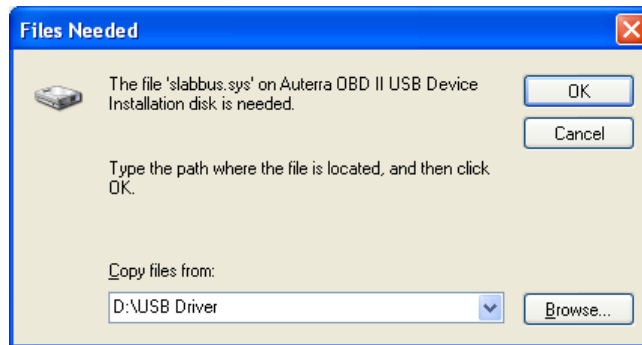 Files Needed
The file 'slabbus.sys' on Auterra OBD II USB Device
Installation disk is needed.
OK
Cancel
Type the path where the file is located, and then click
OK.
Copy files from:
D:\USB Driver
Browse...